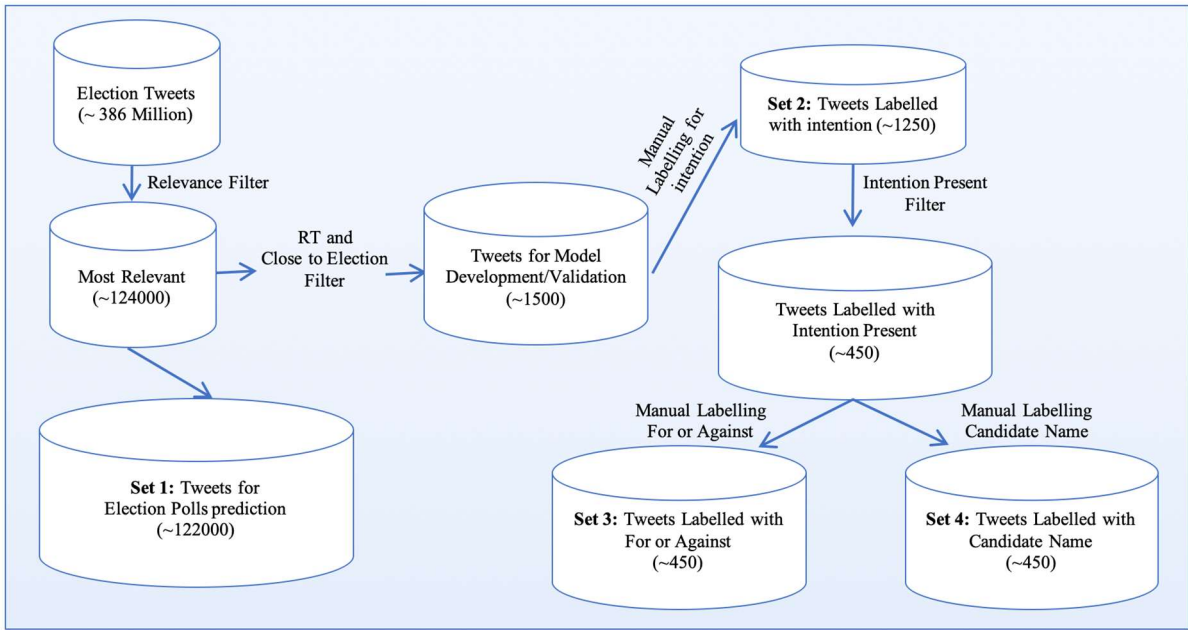 Election Tweets
(~ 386 Million)
Relevance Filter
Most Relevant
(~124000)
RT and
Close to Election
Filter
Tweets for Model
Development/Validation
(~1500)
Manual
Labelling for
intention
Set 2: Tweets Labelled
with intention (~1250)
Intention Present
Filter
Tweets Labelled with
Intention Present
(~450)
Set 1: Tweets for
Election Polls prediction
(~122000)
Manual Labelling
For or Against
Manual Labelling
Candidate Name
Set 3: Tweets Labelled with
For or Against
(~450)
Set 4: Tweets Labelled with
Candidate Name
(~450)